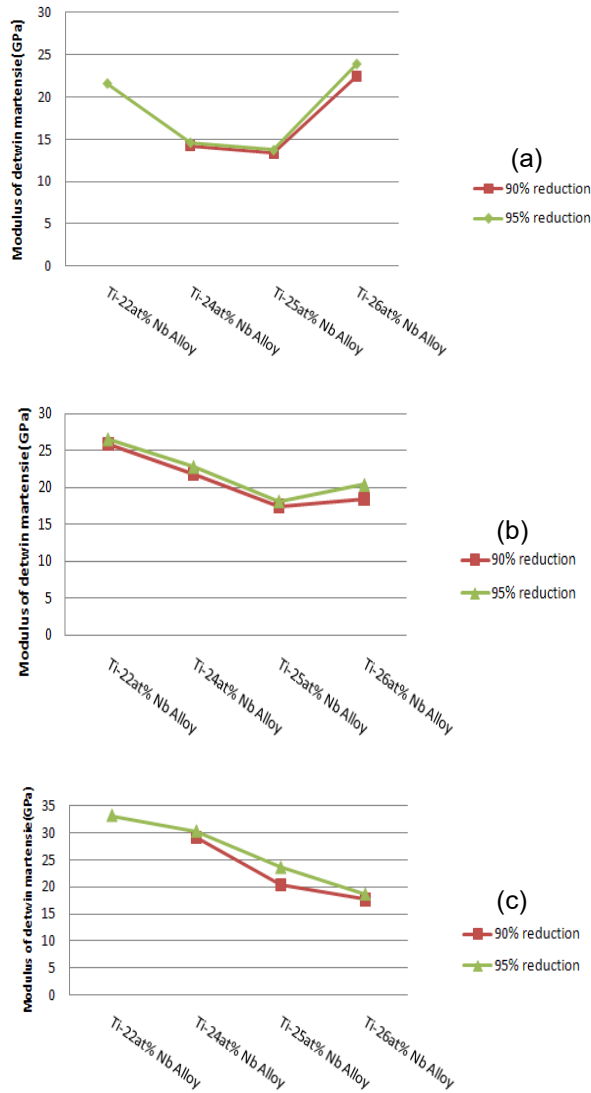 Modulus of detwin martensie(GPa)
30
25
20
15
10
5
0
Ti-22at% Nb Alloy
Ti-24at% Nb Alloy
Ti-25at% Nb Alloy
Ti-26at% Nb Alloy
(a)
90% reduction
95% reduction
Modulus of detwin martensie(GPa)
30
25
20
15
10
5
0
Ti-22at% Nb Alloy
Ti-24at% Nb Alloy
Ti-25at% Nb Alloy
Ti-26at% Nb Alloy
(b)
90% reduction
95% reduction
Modulus of detwin martensie(GPa)
35
30
25
20
15
10
5
0
Ti-22at% Nb Alloy
Ti-24at% Nb Alloy
Ti-25at% Nb Alloy
Ti-26at% Nb Alloy
(c)
90% reduction
95% reduction